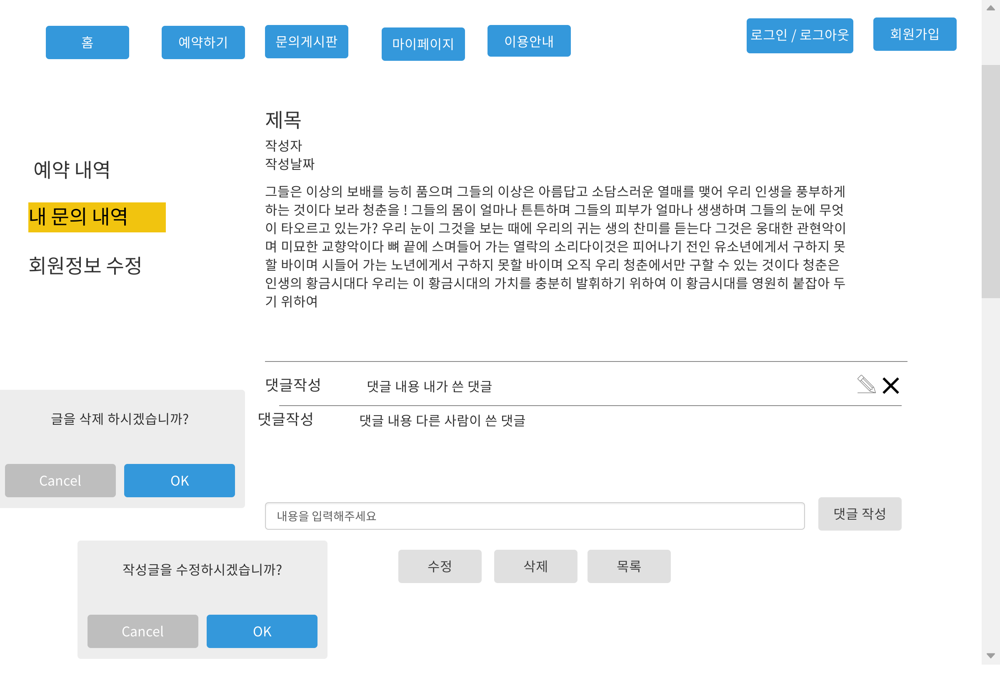 홈
예약하기
문의게시판
마이페이지
이용안내
로그인 / 로그아웃
회원가입
예약 내역
내 문의 내역
회원정보 수정
제목
작성자
작성날짜
그들은 이상의 보배를 능히 품으며 그들의 이상은 아름답고 소담스러운 열매를 맺어 우리 인생을 풍부하게
하는 것이다 보라 청춘을 ! 그들의 몸이 얼마나 튼튼하며 그들의 피부가 얼마나 생생하며 그들의 눈에 무엇
이 타오르고 있는가? 우리 눈이 그것을 보는 때에 우리의 귀는 생의 찬미를 듣는다 그것은 웅대한 관현악이
며 미묘한 교향악이다 뼈 끝에 스며들어 가는 열락의 소리다이것은 피어나기 전인 유소년에게서 구하지 못
할 바이며 시들어 가는 노년에게서 구하지 못할 바이며 오직 우리 청춘에서만 구할 수 있는 것이다 청춘은
인생의 황금시대다 우리는 이 황금시대의 가치를 충분히 발휘하기 위하여 이 황금시대를 영원히 붙잡아 두
기 위하여
댓글작성
댓글 내용 내가 쓴 댓글
댓글작성
댓글 내용 다른 사람이 쓴 댓글
글을 삭제 하시겠습니까?
Cancel
OK
내용을 입력해주세요
댓글 작성
수정
삭제
목록
작성글을 수정하시겠습니까?
Cancel
OK